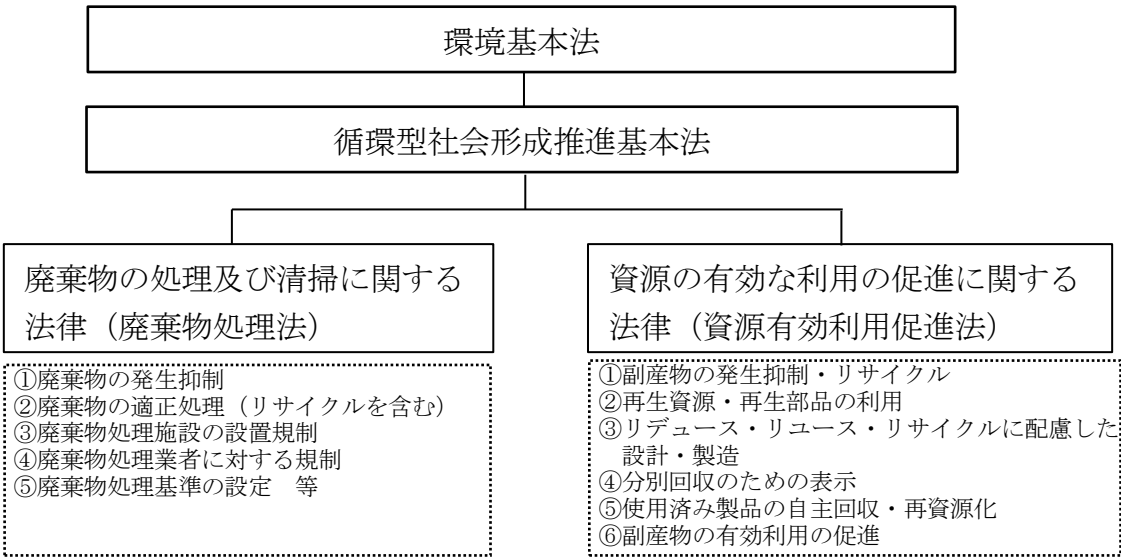 環境基本法
循環型社会形成推進基本法
廃棄物の処理及び清掃に関する
法律（廃棄物処理法）
①廃棄物の発生抑制
②廃棄物の適正処理（リサイクルを含む）
③廃棄物処理施設の設置規制
④廃棄物処理業者に対する規制
⑤廃棄物処理基準の設定　等
資源の有効な利用の促進に関する
法律（資源有効利用促進法）
①副産物の発生抑制・リサイクル
②再生資源・再生部品の利用
③リデュース・リユース・リサイクルに配慮した
設計・製造
④分別回収のための表示
⑤使用済み製品の自主回収・再資源化
⑥副産物の有効利用の促進